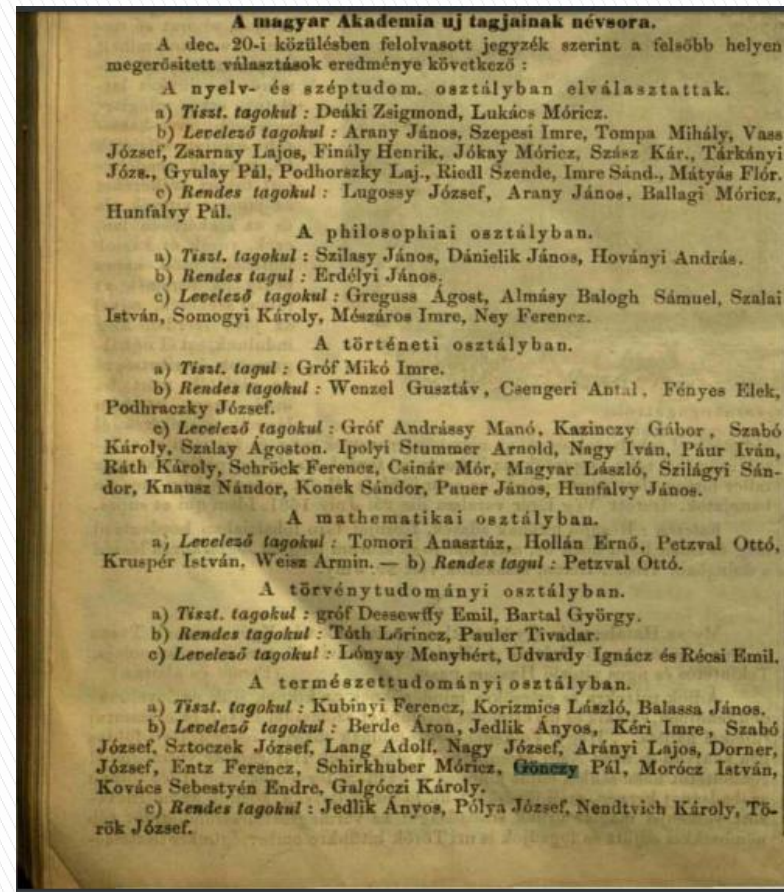 A magyar Akademia uj tagjainak névsora.
A dec. 20-i közülésben felolvasott jegyzék szerint a felsőbb helyen
megerősitett választások eredménye következő :
A nyelv- és széptudom. osztályban elválasztattak.
a) Tiszt. tagokul : Deáki Zsigmond, Lukács Móricz.
b) Levelező tagokul : Arany János, Szepesi Imre, Tompa Mihály, Vass
József, Zsarnay Lajos, Finály Henrik, Jókay Móricz, Szász Kár., Tárkányi
Józs., Gyulay Pál, Podhorszky Laj., Riedl Szende, Imre Sánd., Mátyás Flór.
c) Rendes tagokul : Lugossy József, Arany János, Ballagi Móricz,
Hunfalvy Pál.
A philosophiai osztályban.
a) Tiszt. tagokul : Szilasy János, Dánielik János, Hoványi András.
b) Rendes tagul : Erdélyi János.
c) Levelező tagokul : Greguss Ágost, Almásy Balogh Sámuel, Szalai
István, Somogyi Károly, Mészáros Imre, Ney Ferencz.
A történeti osztályban.
a) Tiszt. tagul : Gróf Mikó Imre.
b) Rendes tagokul : Wenzel Gusztáv, Csengeri Antal, Fényes Elek,
Podhraczky József.
c) Levelező tagokul : Gróf Andrássy Manó, Kazinczy Gábor, Szabó
Károly, Szalay Ágoston. Ipolyi Stummer Arnold, Nagy Iván, Páur Iván,
Ráth Károly, Schröck Ferencz, Csinár Mór, Magyar László, Szilágyi Sán-
dor, Knausz Nándor, Konek Sándor, Pauer János, Hunfalvy János.
A mathematikai osztályban.
a) Levelező tagokul : Tomori Anasztáz, Hollán Ernő, Petzval Ottó,
Kruspér István, Weisz Armin. — b) Rendes tagul : Petzval Ottó.
A törvénytudományi osztályban.
a) Tiszt. tagokul : gróf Dessewffy Emil, Bartal György.
b) Rendes tagokul : Tóth Lőrincz, Pauler Tivadar.
c) Levelező tagokul : Lónyay Menyhért, Udvardy Ignácz és Récsi Emil.
A természettudományi osztályban.
a) Tiszt. tagokul : Kubinyi Ferencz, Korizmics László, Balassa János.
b) Levelező tagokul : Berde Áron, Jedlik Ányos, Kéri Imre, Szabó
József, Sztoczek József, Lang Adolf, Nagy József, Arányi Lajos, Dorner,
József, Entz Ferencz, Schirkhuber Móricz, Gönczy Pál, Morócz István,
Kovács Sebestyén Endre, Galgóczi Károly.
c) Rendes tagokul : Jedlik Ányos, Pólya József, Nendtvich Károly, Tö-
rök József.